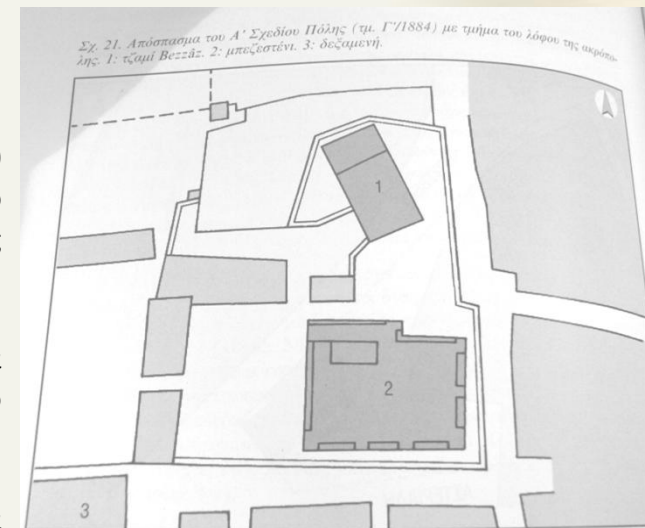 Σχ. 21. Απόσπασμα του Α' Σχεδίου Πόλης (τμ. Γ'/1884) με τμήμα του λόφου της ακρόπο-
λης. 1: τζαμί Bezzâz. 2: μπεζεστένι. 3: δεξαμενή.
1
2
3